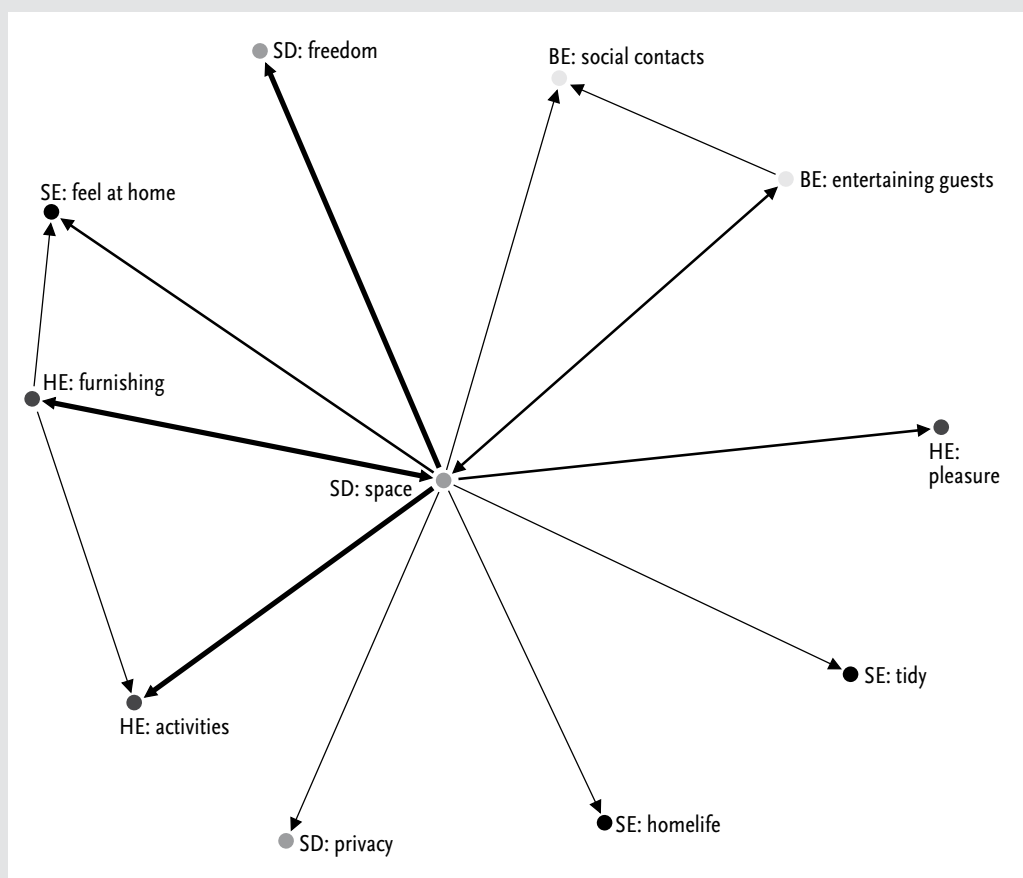 SD: freedom
BE: social contacts
BE: entertaining guests
SE: feel at home
HE: furnishing
HE:
pleasure
SD: space
SE: tidy
HE: activities
SE: homelife
SD: privacy